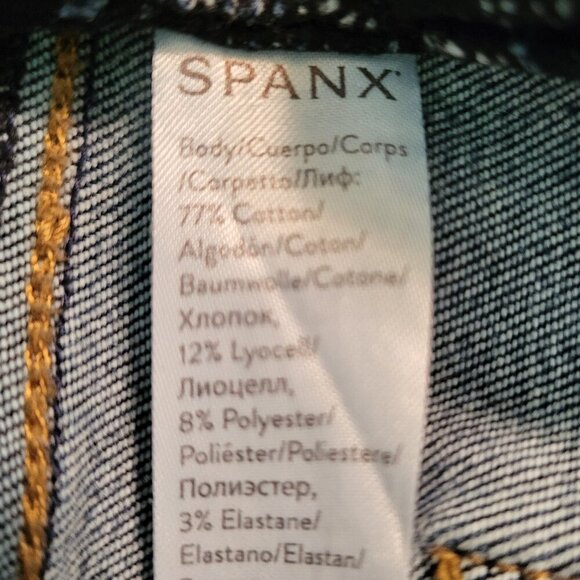 SPANX
Body/Cuerpo/Corps
/Corpetto/Лиф:
77% Cotton/
Algodón/Coton/
Baumwolle/Cotone/
Хлопок,
12% Lyocell/
Лиоцелл,
8% Polyester/
Poliéster/Poliestere/
Полиэстер,
3% Elastane/
Elastano/Elastan/